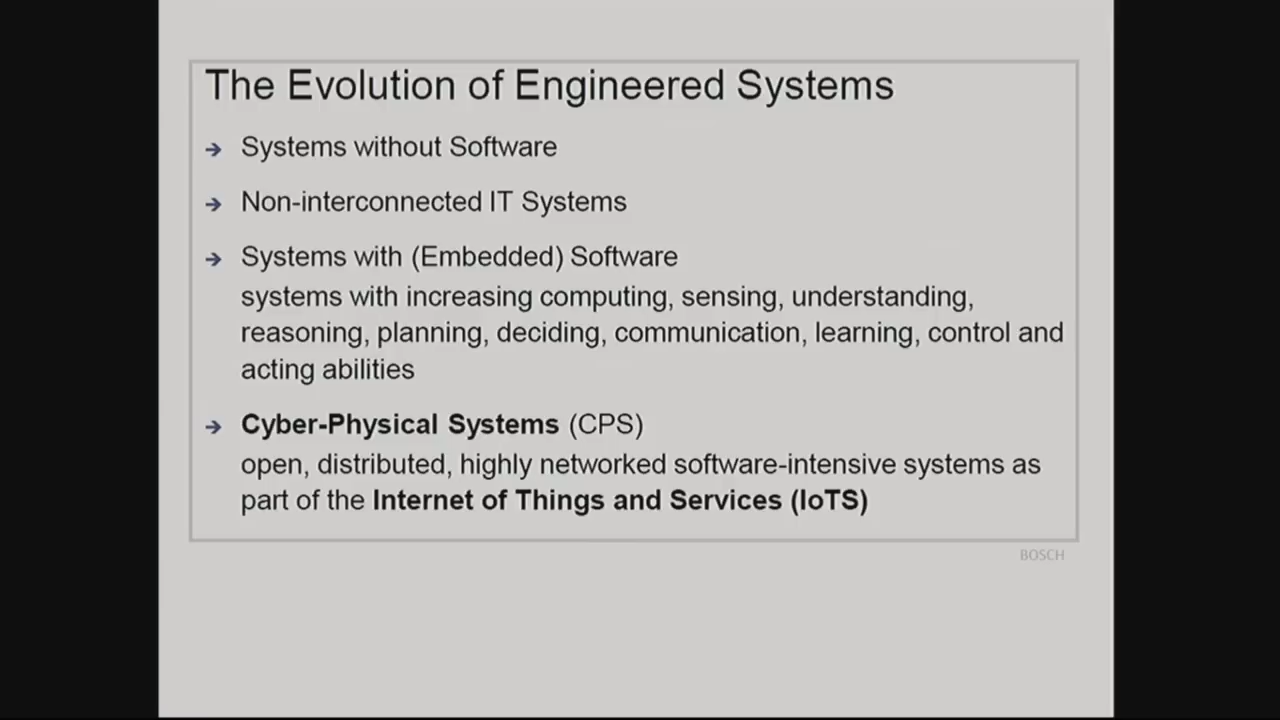 The Evolution of Engineered Systems
→ Systems without Software
→ Non-interconnected IT Systems
→ Systems with (Embedded) Software
systems with increasing computing, sensing, understanding,
reasoning, planning, deciding, communication, learning, control and
acting abilities
→ Cyber-Physical Systems (CPS)
open, distributed, highly networked software-intensive systems as
part of the Internet of Things and Services (IoTS)
BOSCH